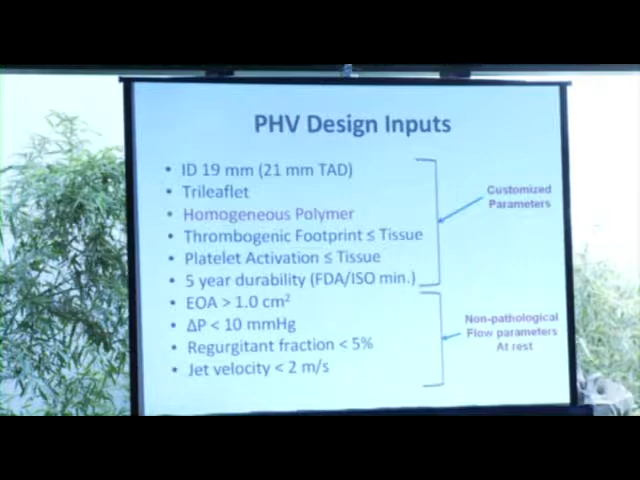 PHV Design Inputs
• ID 19 mm (21 mm TAD)
• Trileaflet
• Homogeneous Polymer
• Thrombogenic Footprint ≤ Tissue
• Platelet Activation ≤ Tissue
• 5 year durability (FDA/ISO min.)
• EOA > 1.0 cm²
• ΔP < 10 mmHg
• Regurgitant fraction < 5%
• Jet velocity < 2 m/s
Customized
Parameters
Non-pathological
Flow parameters
At rest